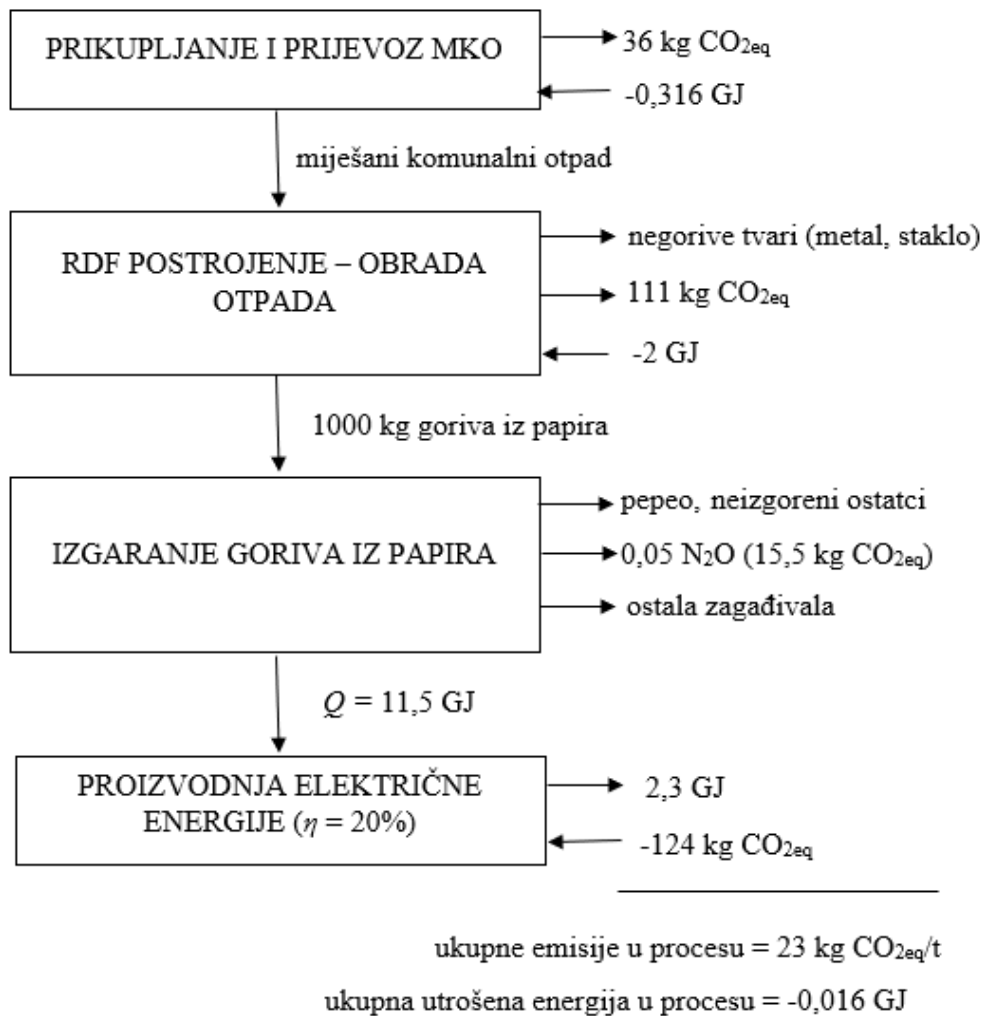 PRIKUPLJANJE I PRIJEVOZ MKO
36 kg CO₂eq
-0,316 GJ
miješani komunalni otpad
RDF POSTROJENJE – OBRADA
OTPADA
negorive tvari (metal, staklo)
111 kg CO₂eq
-2 GJ
1000 kg goriva iz papira
IZGARANJE GORIVA IZ PAPIRA
pepeo, neizgoreni ostatci
0,05 N₂O (15,5 kg CO₂eq)
ostala zagađivala
Q = 11,5 GJ
PROIZVODNJA ELEKTRIČNE
ENERGIJE (η = 20%)
2,3 GJ
-124 kg CO₂eq
ukupne emisije u procesu = 23 kg CO₂eq/t
ukupna utrošena energija u procesu = -0,016 GJ